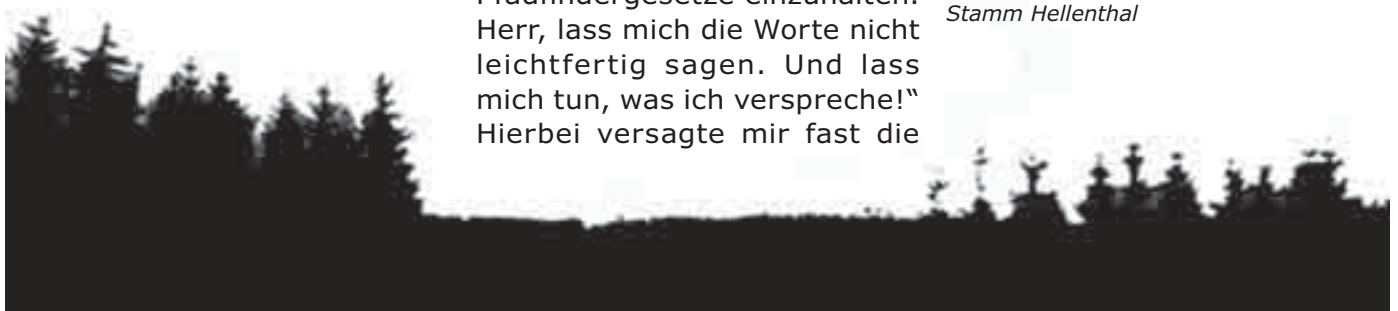 Pfadfindergesetze einzuhalten.
Herr, lass mich die Worte nicht
leichtfertig sagen. Und lass
mich tun, was ich verspreche!“
Hierbei versagte mir fast die
Stamm Hellenthal